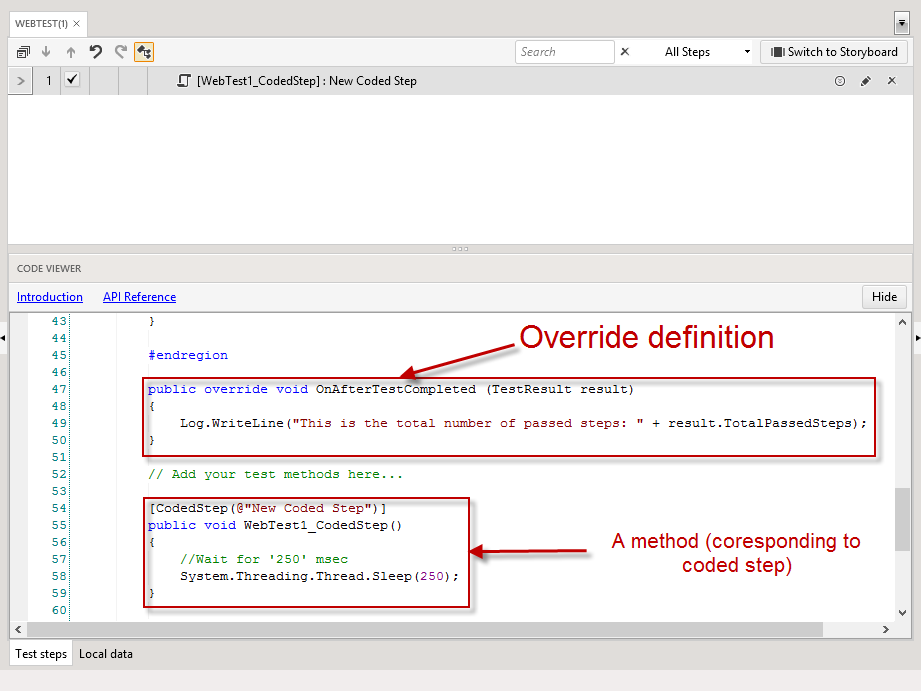 WEBTEST(1)
Search All Steps Switch to Storyboard
1 [WebTest1_CodedStep] : New Coded Step
CODE VIEWER
Introduction API Reference Hide
43 }
44
45 #endregion
Override definition
46
47 public override void OnAfterTestCompleted (TestResult result)
48 {
49 Log.WriteLine("This is the total number of passed steps: " + result.TotalPassedSteps);
50 }
51
52 // Add your test methods here...
53
54 [CodedStep(@"New Coded Step")]
55 public void WebTest1_CodedStep()
56 {
57 //Wait for '250' msec
58 System.Threading.Thread.Sleep(250);
59 }
60
A method (coresponding to
coded step)
Test steps Local data